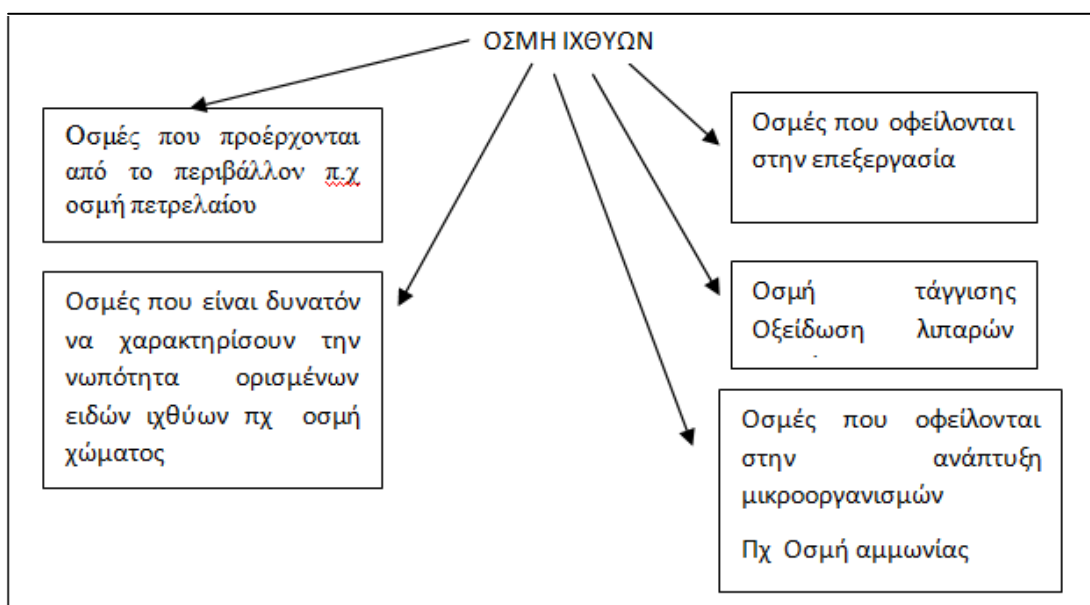 ΟΣΜΗ ΙΧΘΥΩΝ
Οσμές που προέρχονται
από το περιβάλλον π.χ
οσμή πετρελαίου
Οσμές που είναι δυνατόν
να χαρακτηρίσουν την
νωπότητα ορισμένων
ειδών ιχθύων πχ οσμή
χώματος
Οσμές που οφείλονται
στην επεξεργασία
Οσμή τάγγισης
Οξείδωση λιπαρών
Οσμές που οφείλονται
στην ανάπτυξη
μικροοργανισμών
Πχ Οσμή αμμωνίας